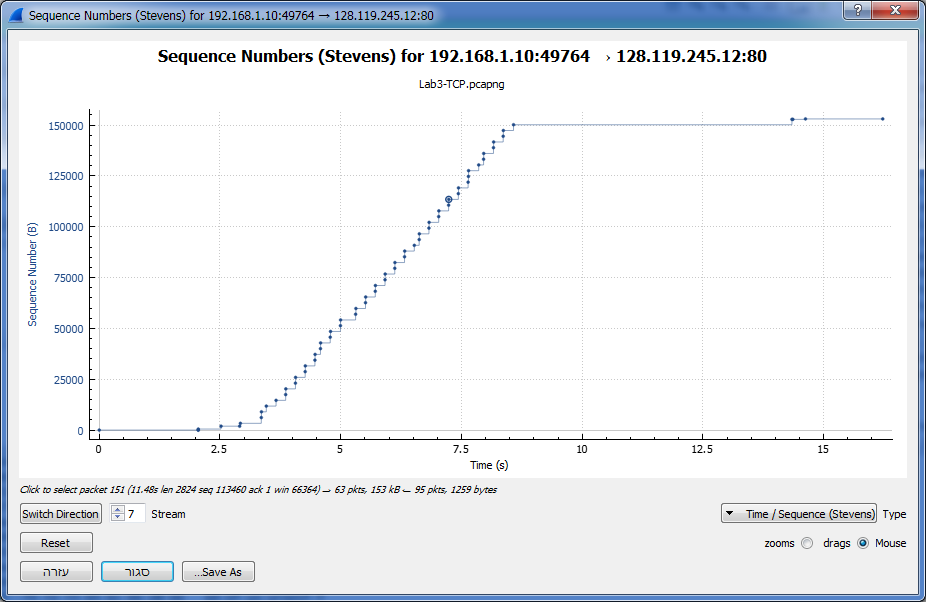 Sequence Numbers (Stevens) for 192.168.1.10:49764 → 128.119.245.12:80
Sequence Numbers (Stevens) for 192.168.1.10:49764 → 128.119.245.12:80
Lab3-TCP.pcapng
150000
125000
100000
75000
50000
25000
0
Sequence Number (B)
0 2.5 5 7.5 10 12.5 15
Time (s)
Click to select packet 151 (11.48s len 2824 seq 113460 ack 1 win 66364) → 63 pkts, 153 kB ← 95 pkts, 1259 bytes
Switch Direction 7 Stream
Time / Sequence (Stevens) Type
Reset
zooms drags Mouse
עזרה סגור ...Save As